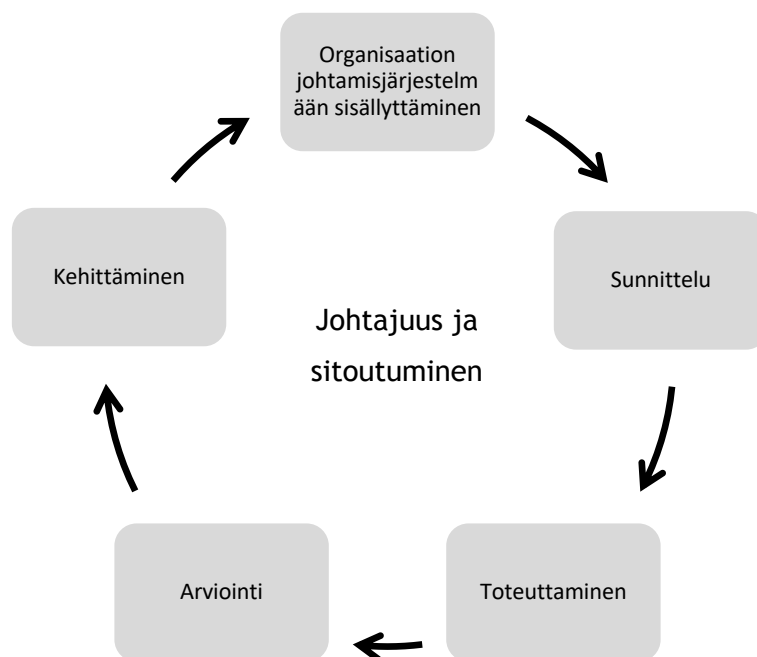 Organisaation
johtamisjärjestelm
ään sisällyttäminen
Kehittäminen
Sunnittelu
Johtajuus ja
sitoutuminen
Arviointi
Toteuttaminen